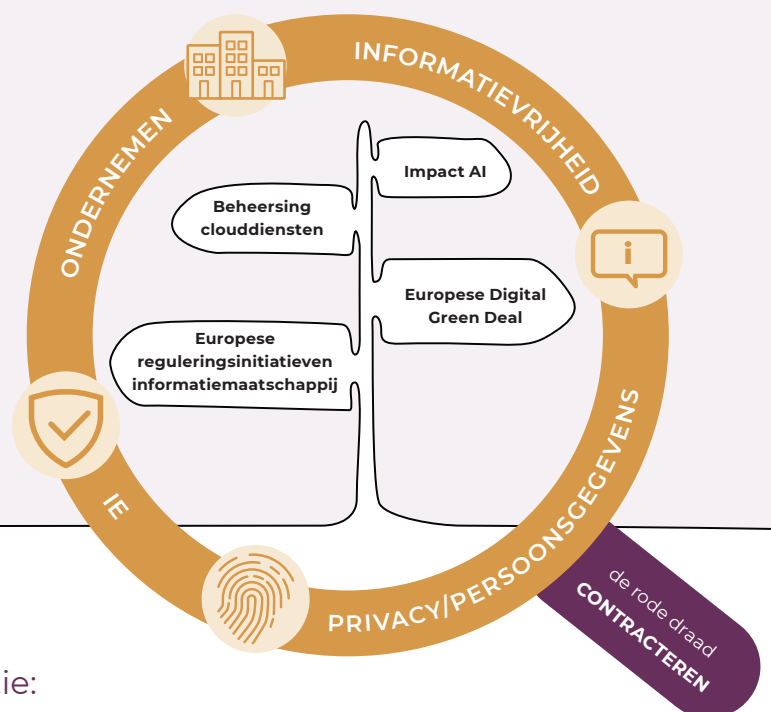 INFORMATIEVRIJHEID
ONDERNEMEN
Impact AI
Beheersing
clouddiensten
Europese Digital
Green Deal
Europese
reguleringsinitiatieven
informatiemaatschappij
i
IE
PRIVACY/PERSOONSGEGEVENS
de rode draad
CONTRACTEREN
tie: